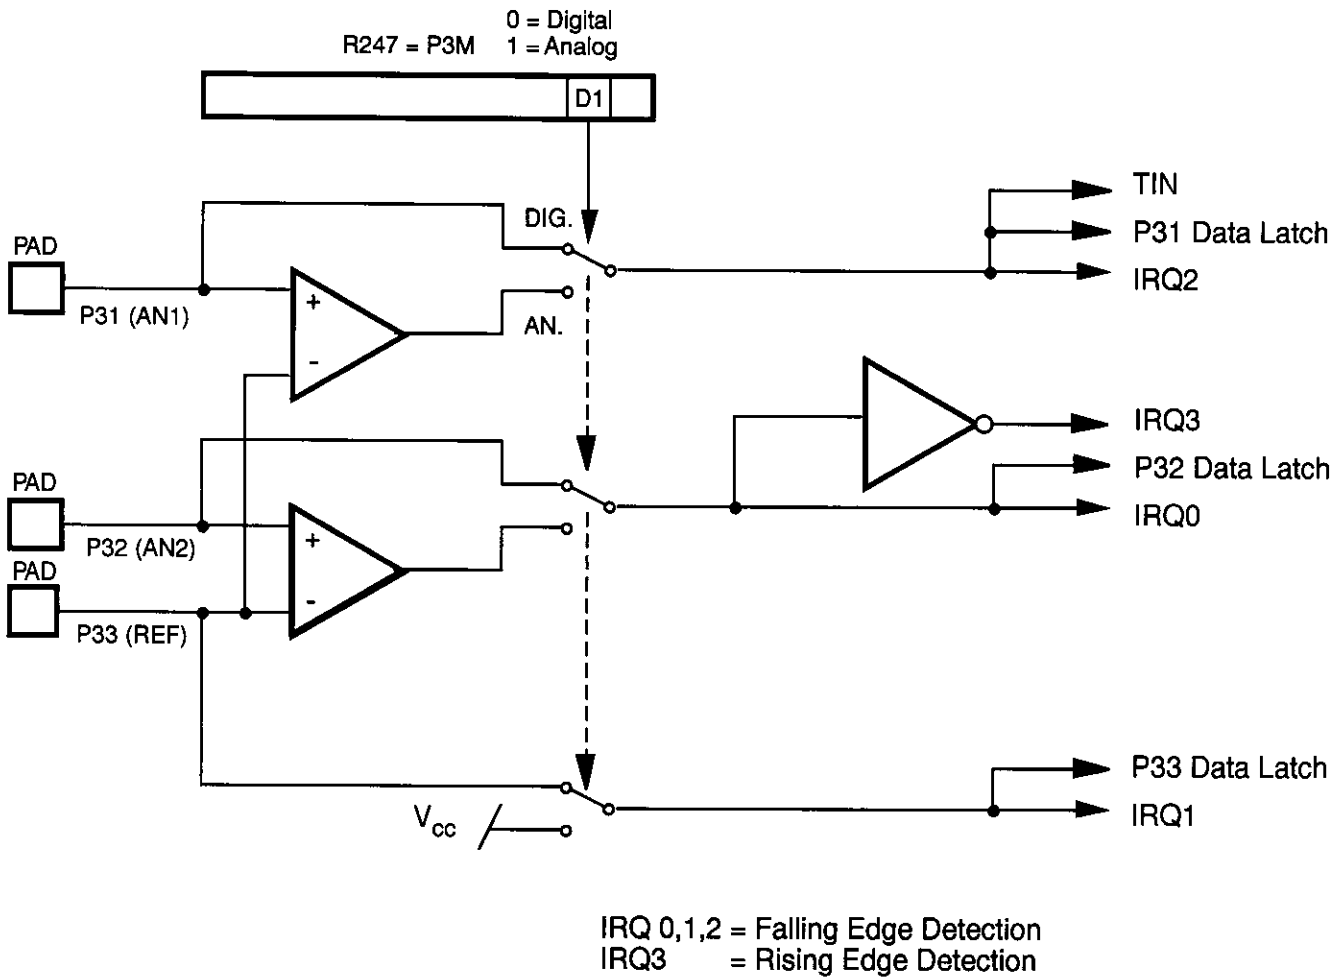 0 = Digital
R247 = P3M 1 = Analog
D1
TIN
DIG.
P31 Data Latch
PAD
IRQ2
+
P31 (AN1)
AN.
-
IRQ3
P32 Data Latch
PAD
IRQ0
+
P32 (AN2)
PAD
-
P33 (REF)
P33 Data Latch
VCC
IRQ1
IRQ 0,1,2 = Falling Edge Detection
IRQ3 = Rising Edge Detection